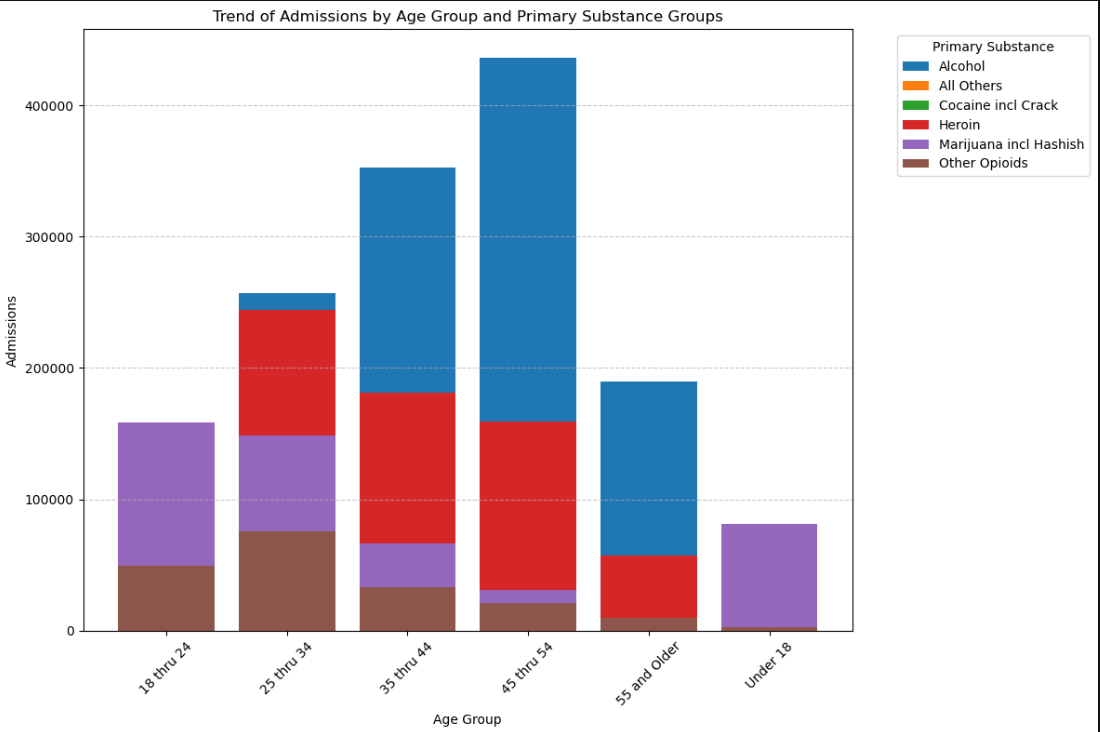 Trend of Admissions by Age Group and Primary Substance Groups
Primary Substance
Alcohol
All Others
Cocaine incl Crack
Heroin
Marijuana incl Hashish
Other Opioids
Admissions
400000
300000
200000
100000
0
18 thru 24
25 thru 34
35 thru 44
45 thru 54
55 and Older
Under 18
Age Group